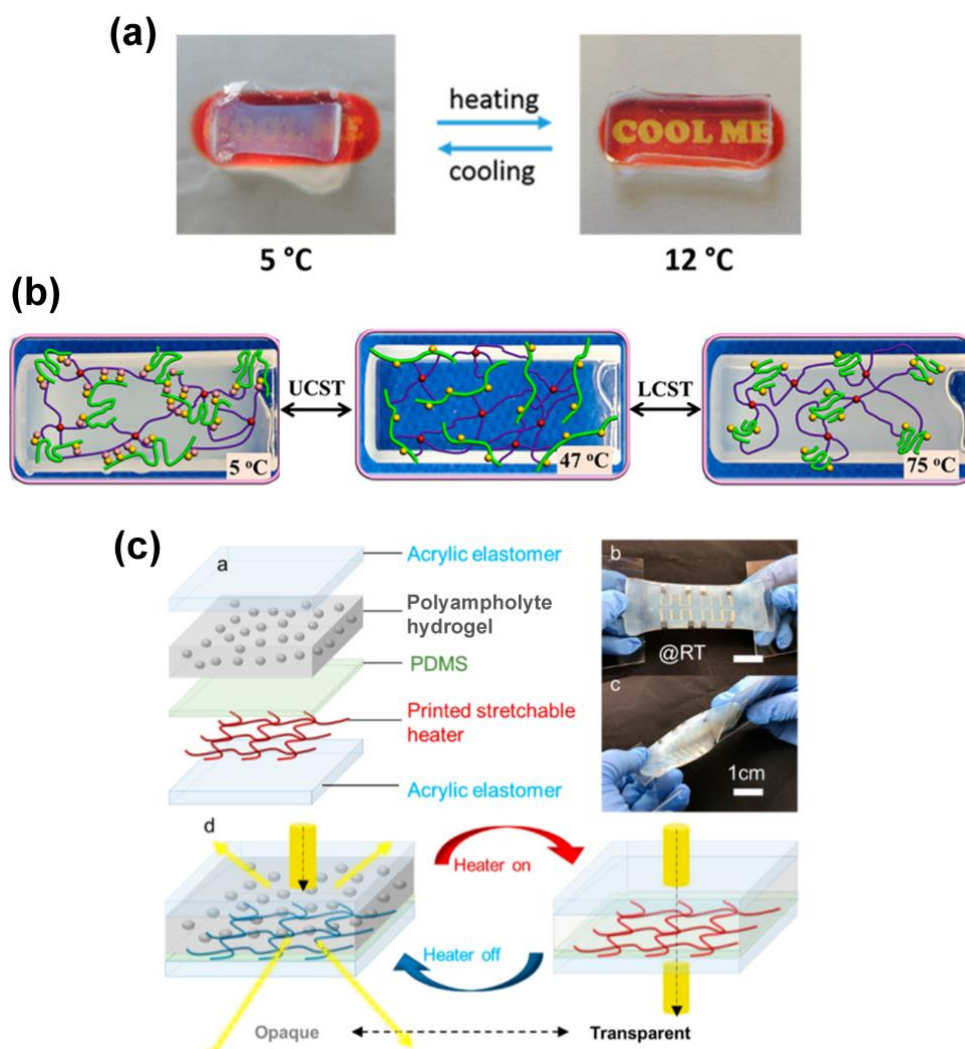 (a)
heating
cooling
COOL ME
5 °C
12 °C
(b)
UCST
LCST
5 °C
47 °C
75 °C
(c)
a
Acrylic elastomer
Polyampholyte
hydrogel
PDMS
Printed stretchable
heater
Acrylic elastomer
b
@RT
c
1cm
d
Heater on
Heater off
Opaque
Transparent